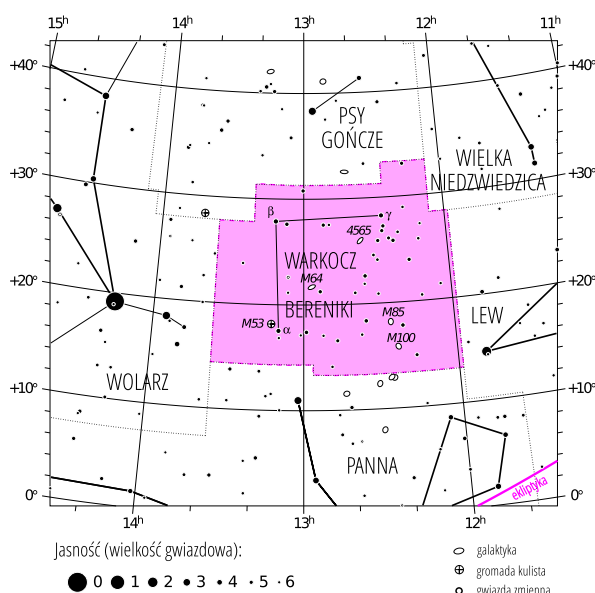 15h 14h 13h 12h 11h
+40° +40°
PSY
GOŃCZE
WIELKA
NIEDZWIEDZICA
+30° +30°
β γ
4565
WARKOCZ
M64
+20° +20°
BERENIKI
M85
LEW
M53 α
M100
+10° +10°
WOLARZ
PANNA
ekliptyka
0° 0°
14h 13h 12h
Jasność (wielkość gwiazdowa):
0 1 2 3 4 5 6
galaktyka
gromada kulista
gwiazda zmienna